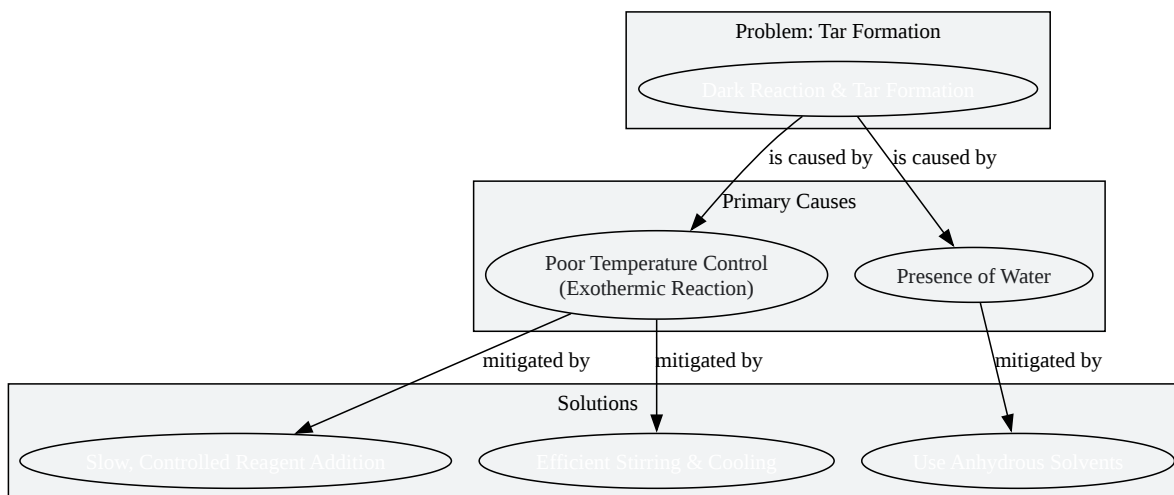 Problem: Tar Formation
Dark Reaction & Tar Formation
is caused by
is caused by
Primary Causes
Poor Temperature Control
(Exothermic Reaction)
Presence of Water
mitigated by
mitigated by
mitigated by
Solutions
Slow, Controlled Reagent Addition
Efficient Stirring & Cooling
Use Anhydrous Solvents